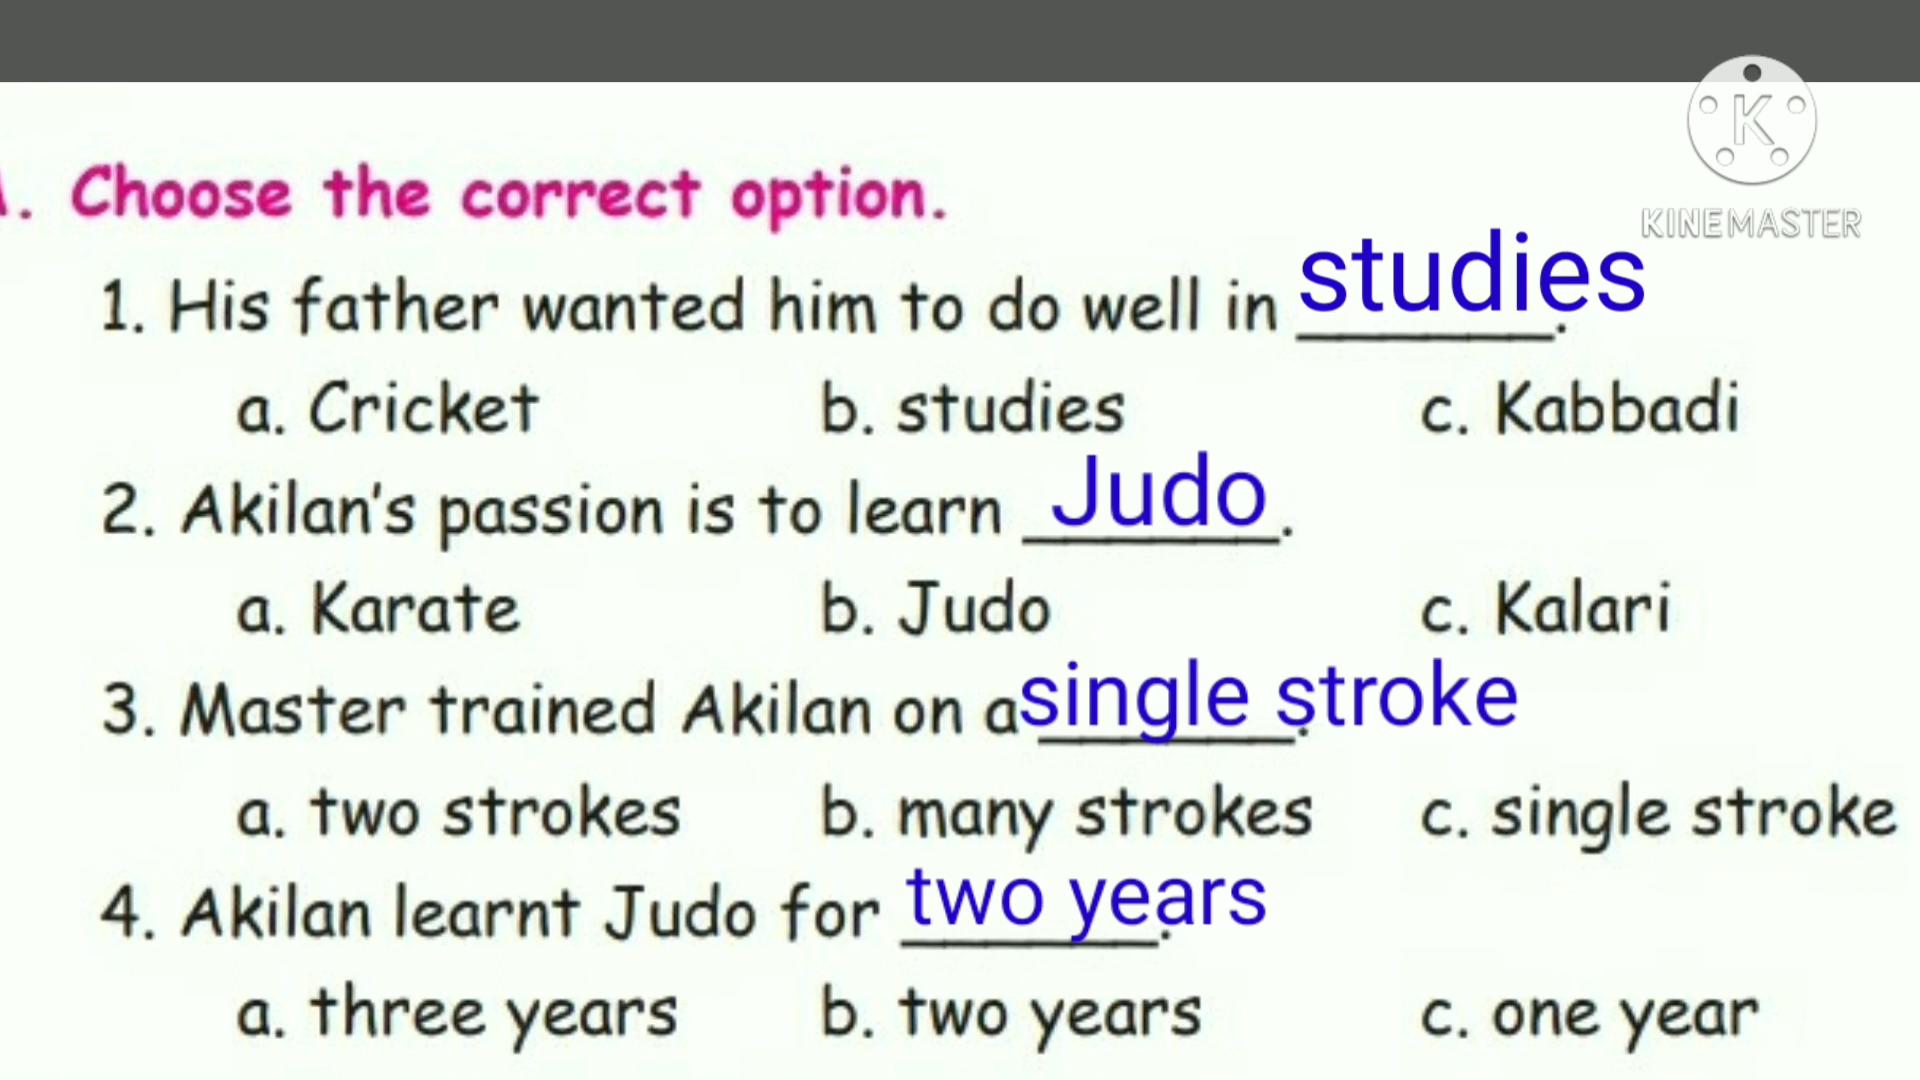 K
KINEMASTER
. Choose the correct option.
1. His father wanted him to do well in studies.
a. Cricket b. studies c. Kabbadi
2. Akilan's passion is to learn Judo.
a. Karate b. Judo c. Kalari
3. Master trained Akilan on a single stroke.
a. two strokes b. many strokes c. single stroke
4. Akilan learnt Judo for two years.
a. three years b. two years c. one year